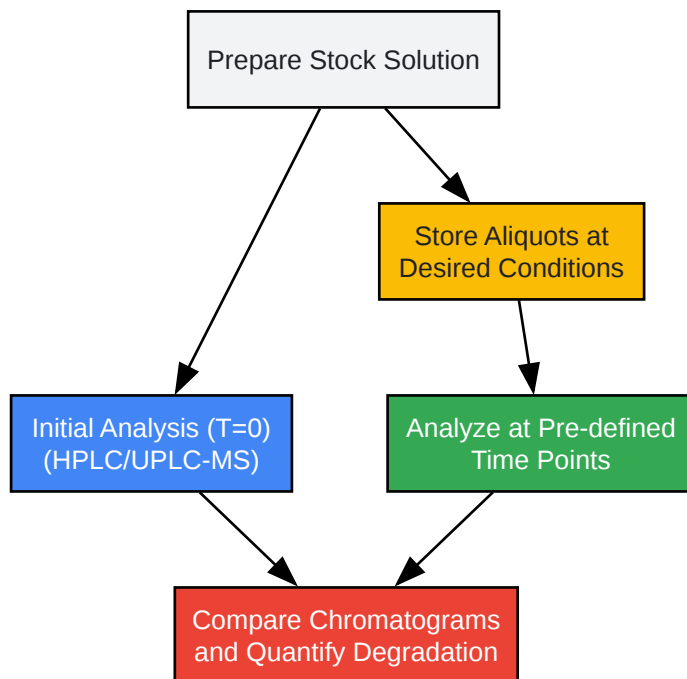 Prepare Stock Solution
Store Aliquots at
Desired Conditions
Initial Analysis (T=0)
(HPLC/UPLC-MS)
Analyze at Pre-defined
Time Points
Compare Chromatograms
and Quantify Degradation